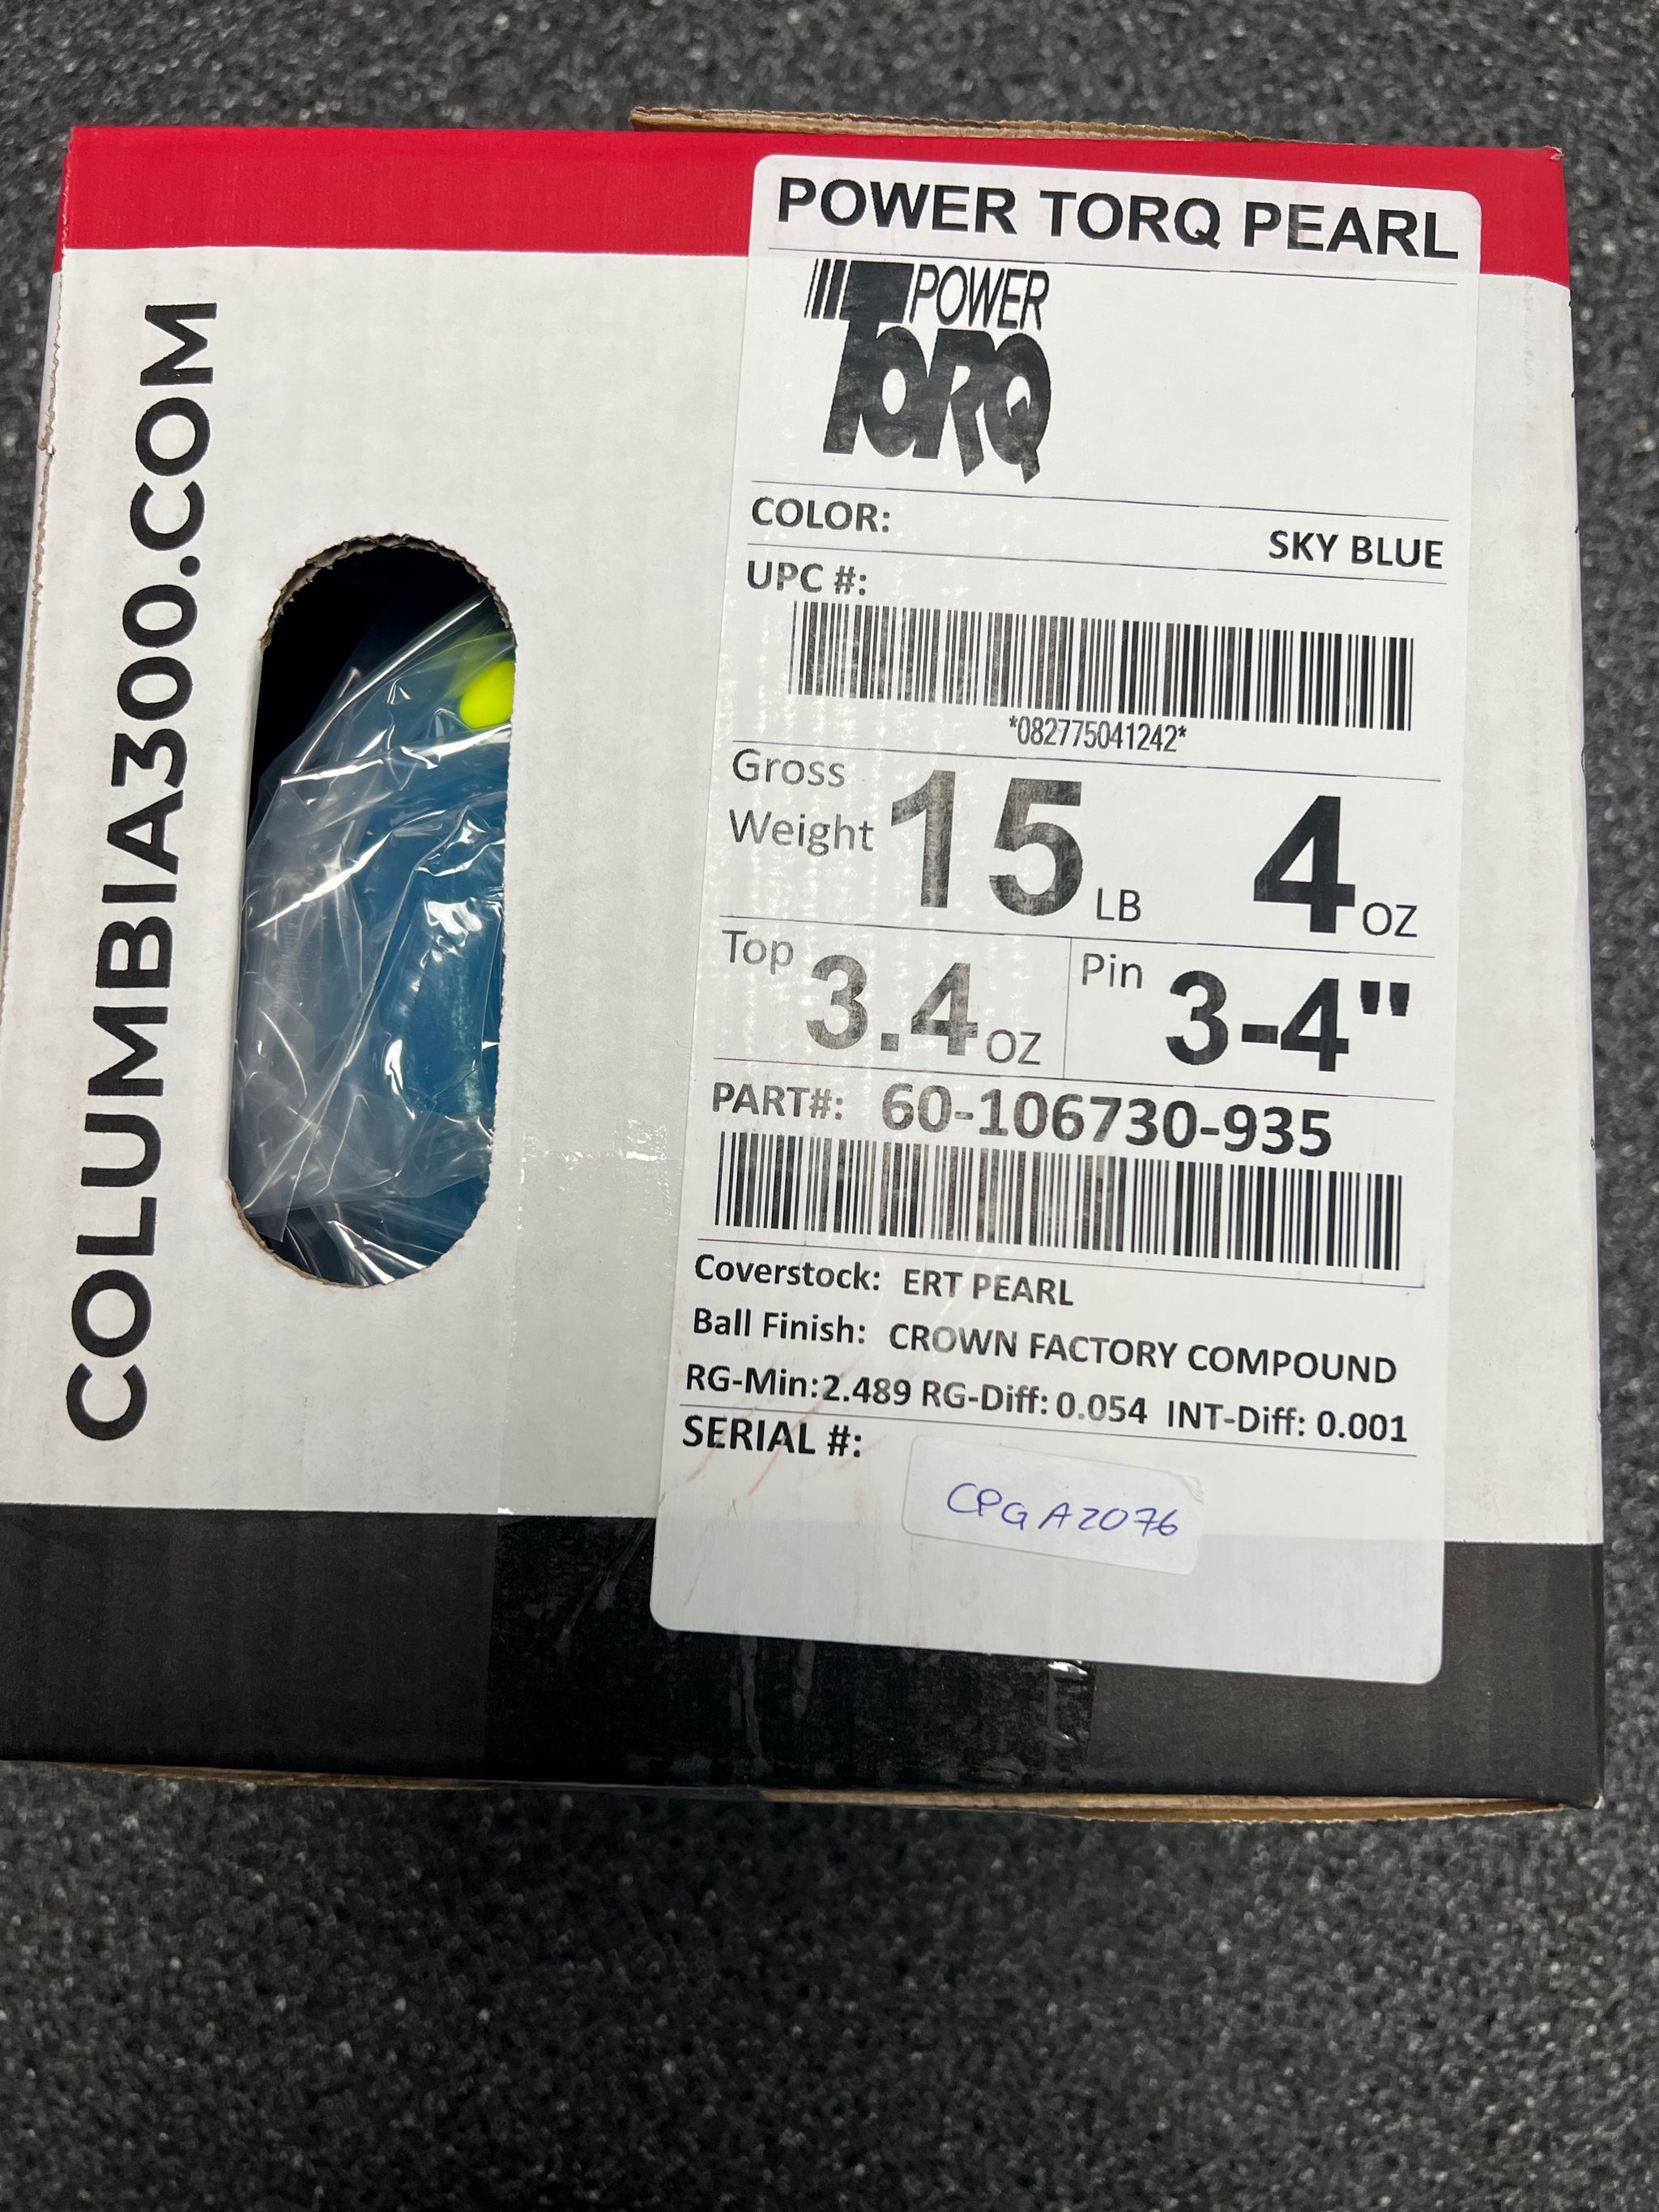 COLUMBIA300.COM
POWER TORQ PEARL
POWER
TORQ
COLOR: SKY BLUE
UPC #:
*082775041242*
Gross Weight 15 LB 4 OZ
Top 3.4 OZ Pin 3-4"
PART#: 60-106730-935
Coverstock: ERT PEARL
Ball Finish: CROWN FACTORY COMPOUND
RG-Min:2.489 RG-Diff: 0.054 INT-Diff: 0.001
SERIAL #:
CPGA2076